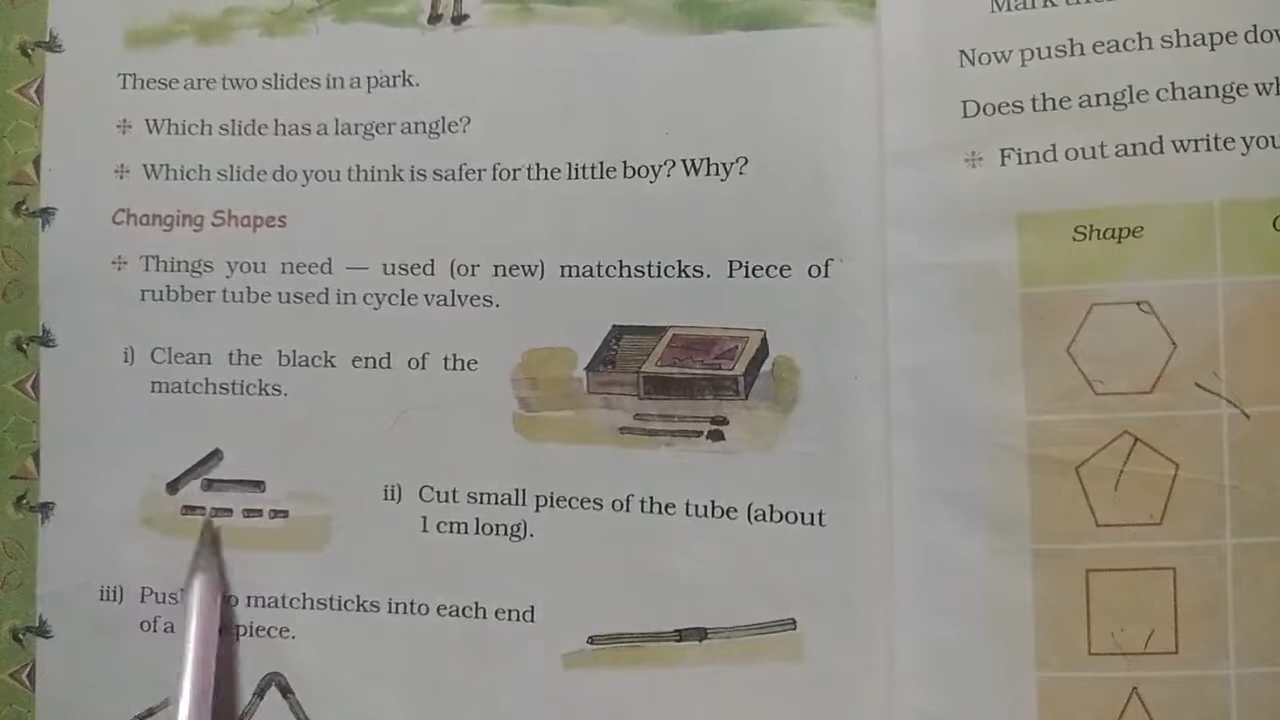 These are two slides in a park.
Which slide has a larger angle?
Which slide do you think is safer for the little boy? Why?
Changing Shapes
Things you need — used (or new) matchsticks. Piece of
rubber tube used in cycle valves.
i) Clean the black end of the
matchsticks.
ii) Cut small pieces of the tube (about
1 cm long).
iii) matchsticks into each end
of a piece.
Now push each shape
Does the angle change
Find out and write
Shape